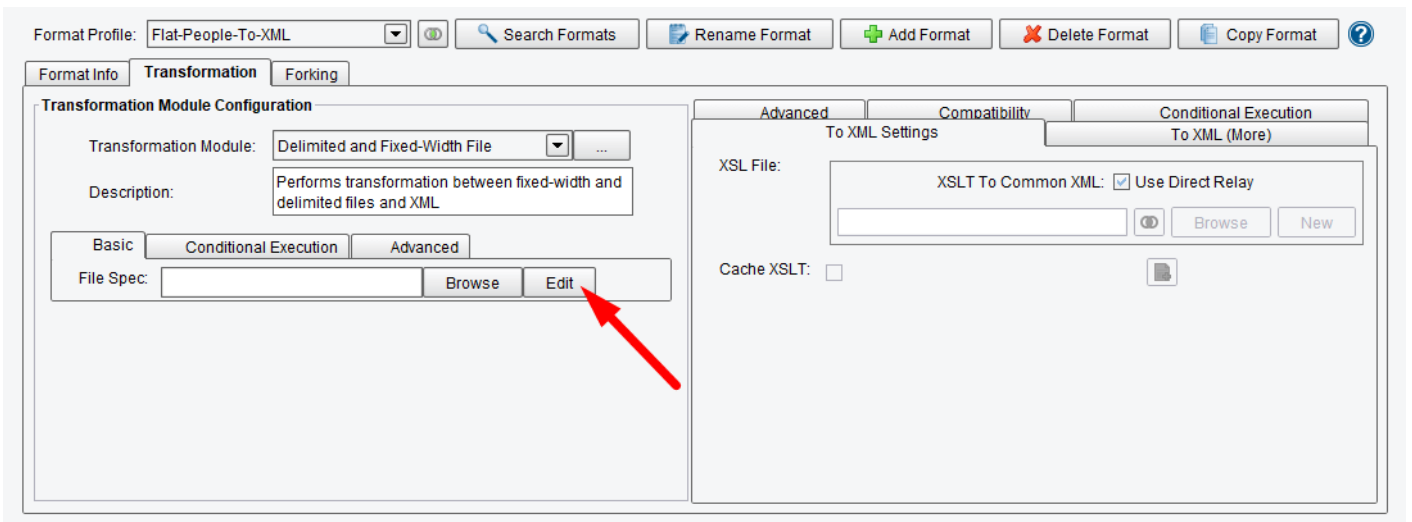 Format Profile: Flat-People-To-XML Search Formats Rename Format Add Format Delete Format Copy Format ?
Format Info Transformation Forking
Transformation Module Configuration
Transformation Module: Delimited and Fixed-Width File ...
Description: Performs transformation between fixed-width and
delimited files and XML
Basic Conditional Execution Advanced
File Spec: Browse Edit
Advanced Compatibility Conditional Execution
To XML Settings To XML (More)
XSL File:
XSLT To Common XML: Use Direct Relay
Browse New
Cache XSLT: